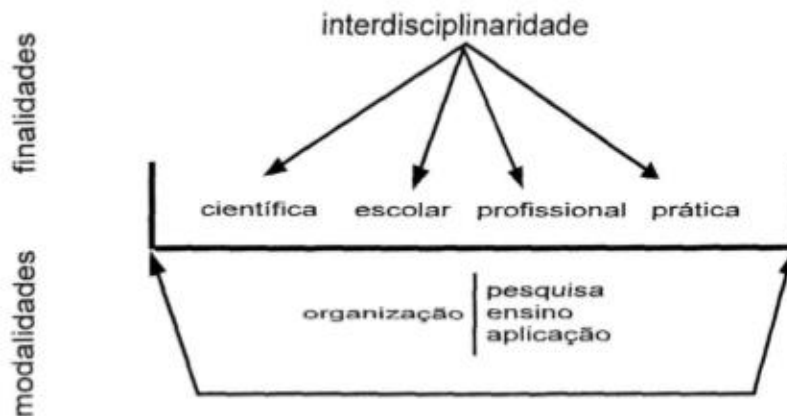 interdisciplinaridade
finalidades
científica escolar profissional prática
modalidades
organização
pesquisa
ensino
aplicação